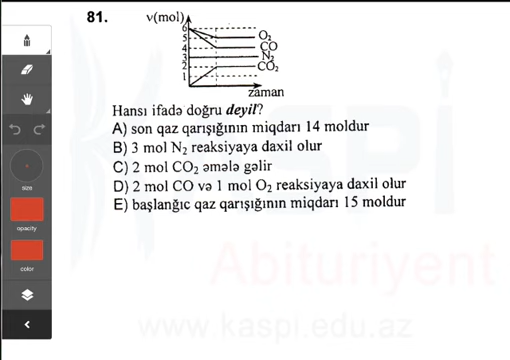 81.
ν(mol)
6
5
4
3
2
1
O₂
CO
N₂
CO₂
zaman
Hansı ifadə doğru deyil?
A) son qaz qarışığının miqdarı 14 moldur
B) 3 mol N₂ reaksiyaya daxil olur
C) 2 mol CO₂ əmələ gəlir
D) 2 mol CO və 1 mol O₂ reaksiyaya daxil olur
E) başlanğıc qaz qarışığının miqdarı 15 moldur
size
opacity
color
KASPI
Abituriyent
www.kaspi.edu.az